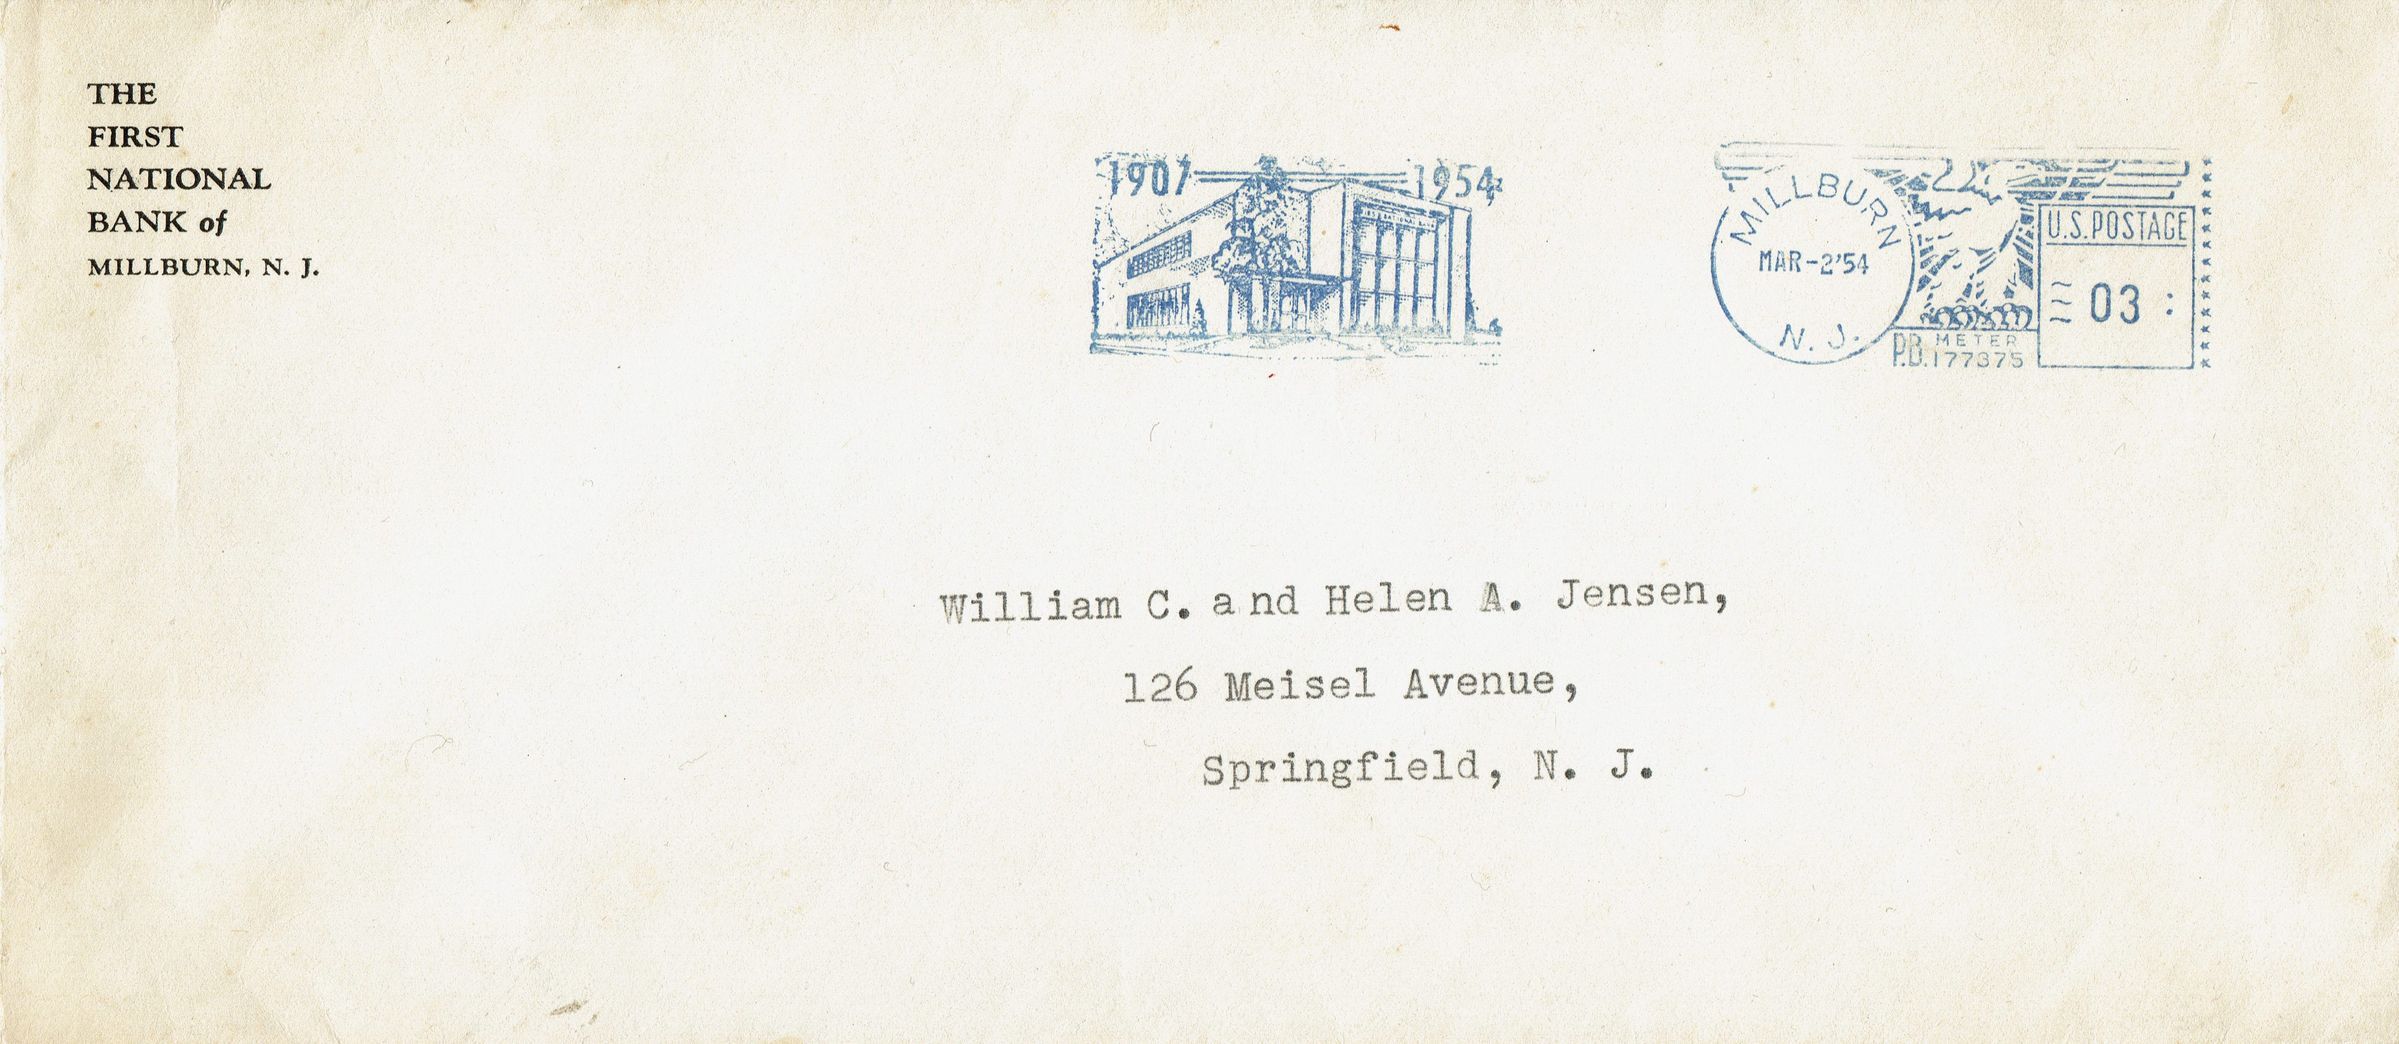 THE
FIRST
NATIONAL
BANK of
MILLBURN, N. J.
1907 1954
MILLBURN
MAR-2'54
N. J.
P.B. METER
177375
U.S. POSTAGE
03
William C. and Helen A. Jensen,
126 Meisel Avenue,
Springfield, N. J.